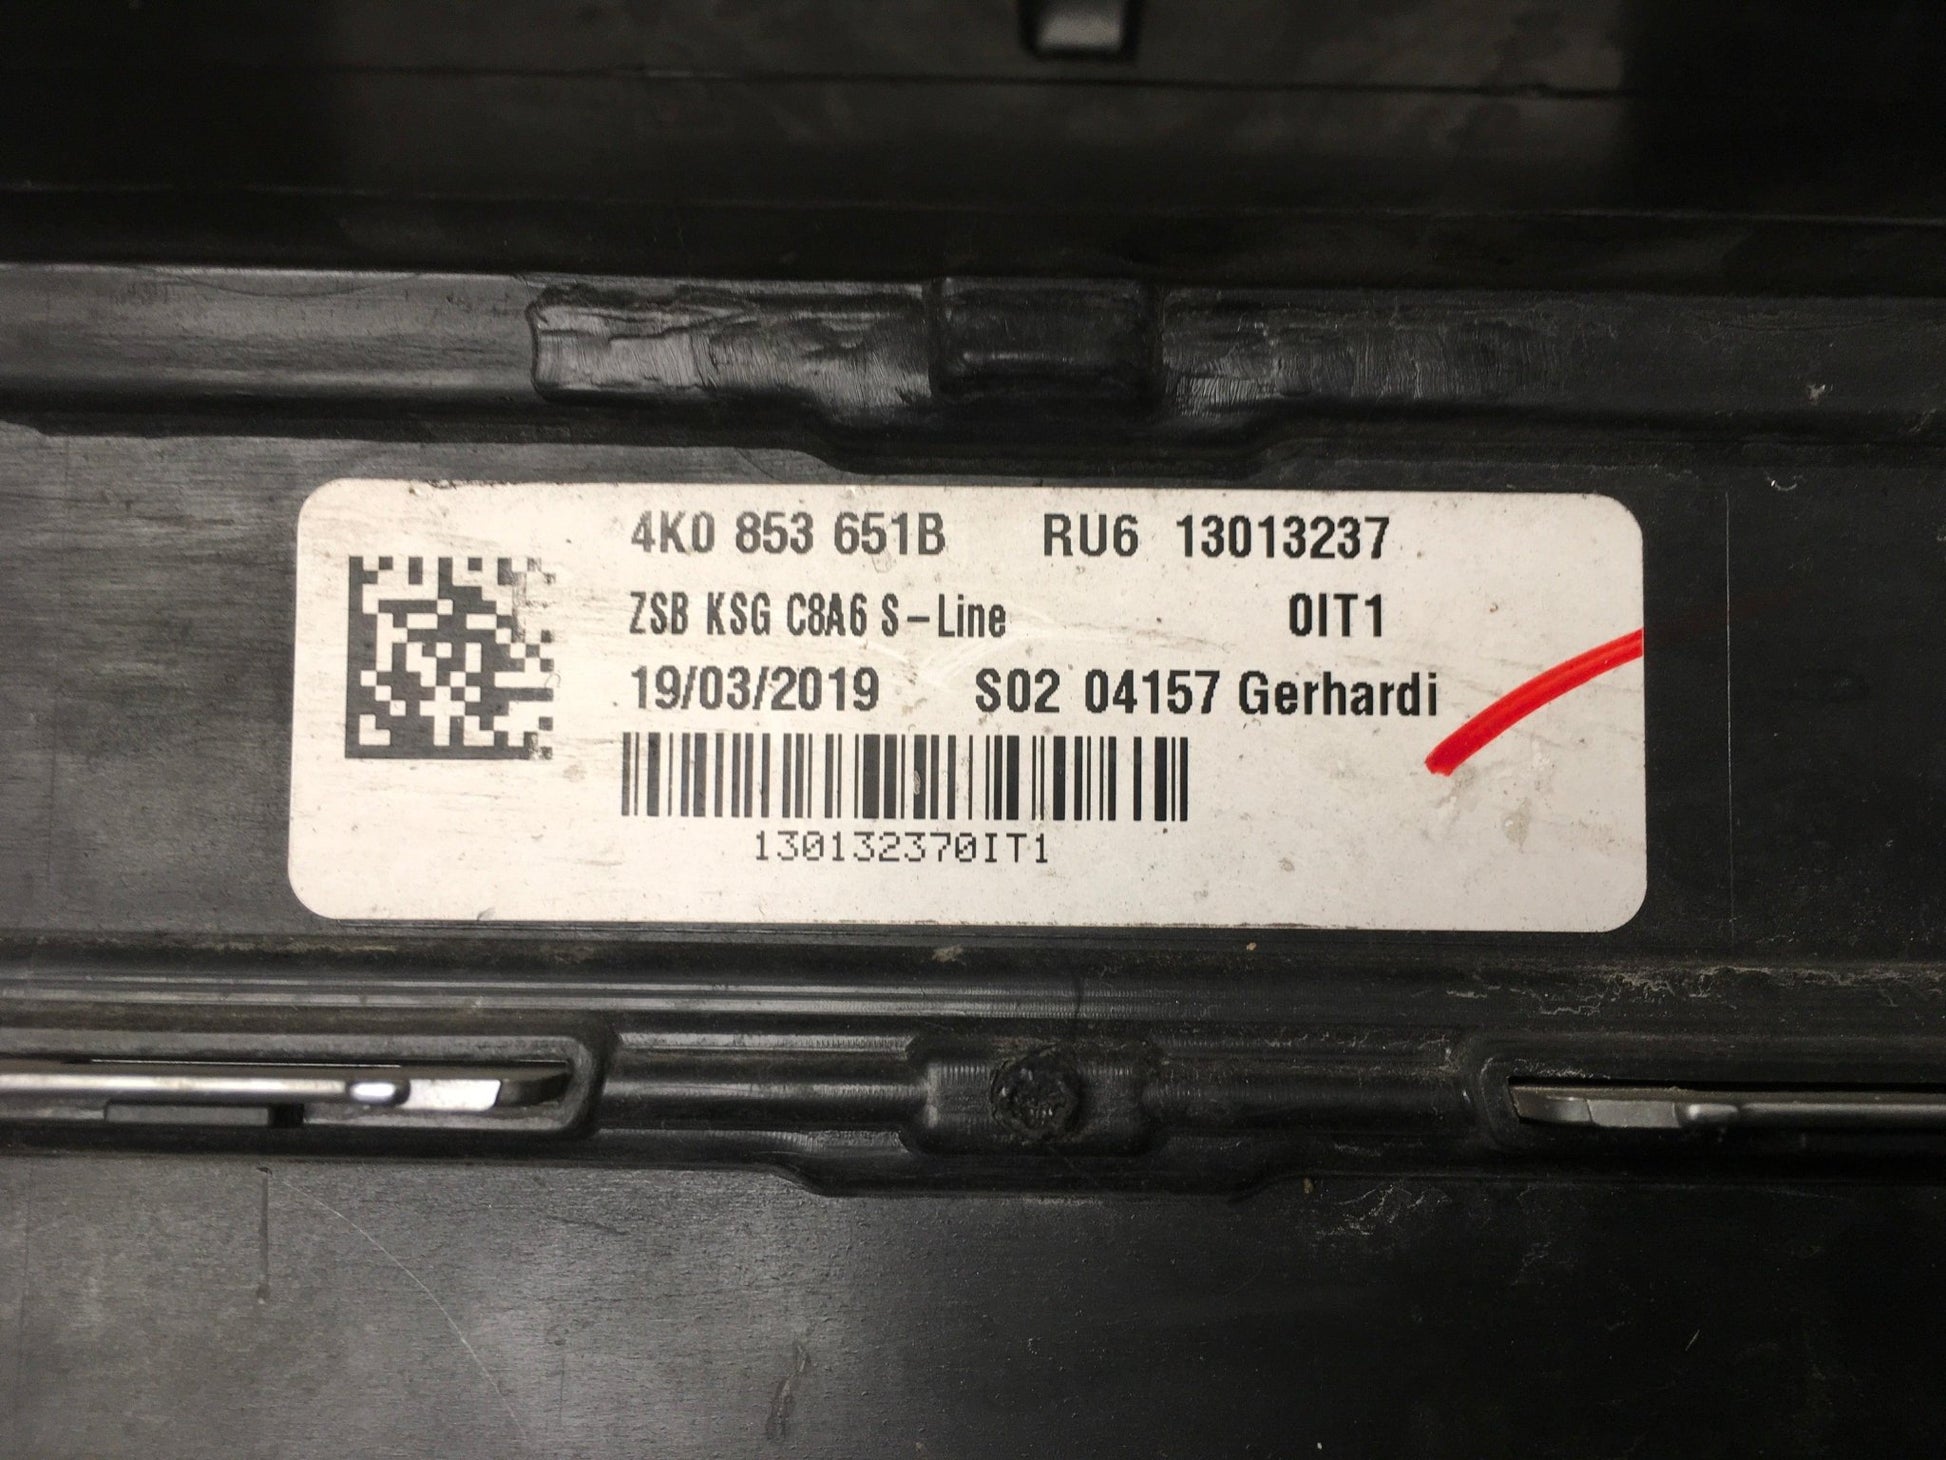 4K0 853 651B RU6 13013237
ZSB KSG C8A6 S-Line 0IT1
19/03/2019 S02 04157 Gerhardi
130132370IT1